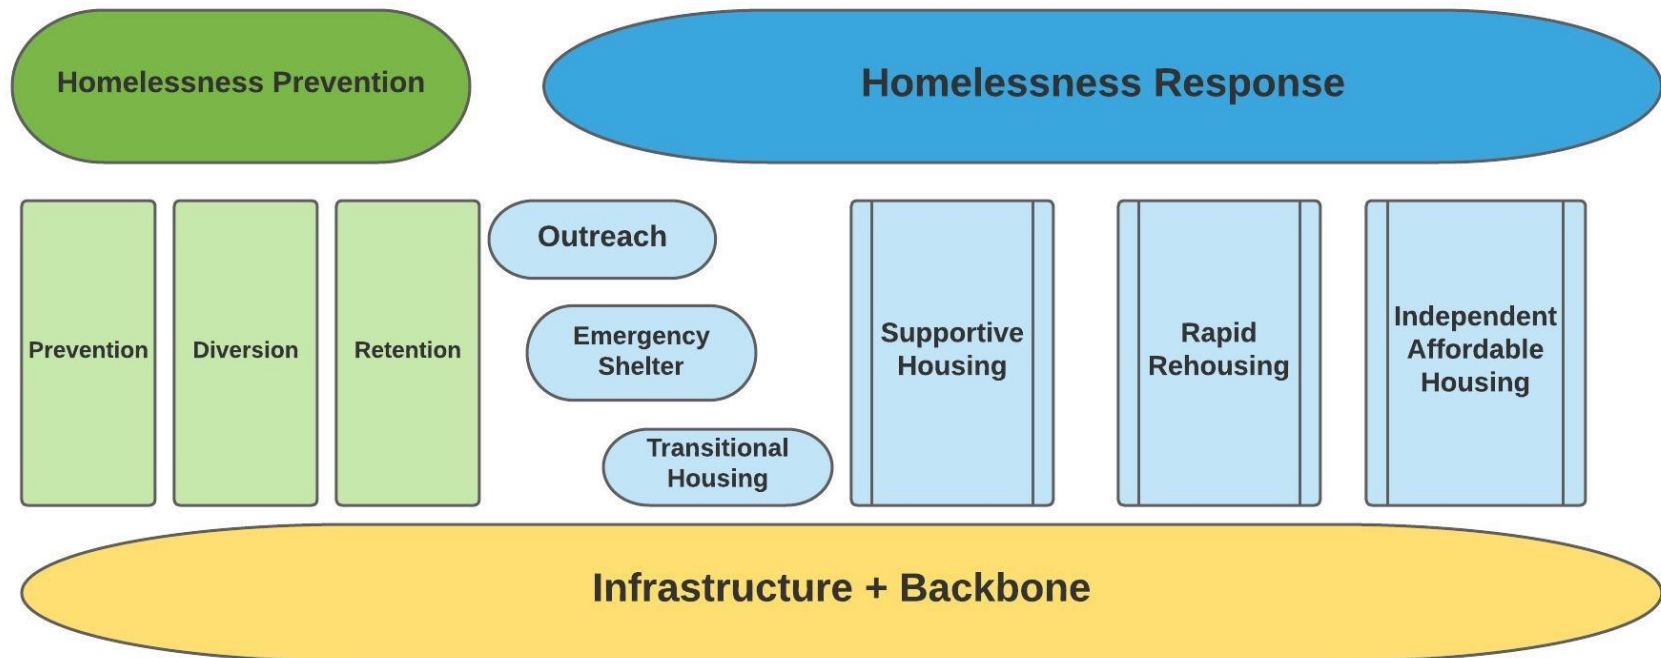 Homelessness Prevention
Homelessness Response
Prevention
Diversion
Retention
Outreach
Emergency
Shelter
Transitional
Housing
Supportive
Housing
Rapid
Rehousing
Independent
Affordable
Housing
Infrastructure + Backbone